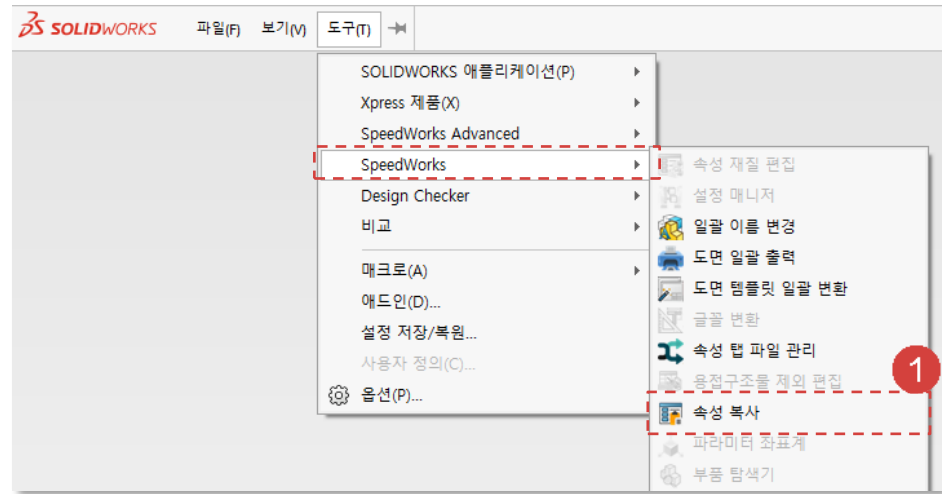 SOLIDWORKS 파일(F) 보기(V) 도구(T)
SOLIDWORKS 애플리케이션(P)
Xpress 제품(X)
SpeedWorks Advanced
SpeedWorks
Design Checker
비교
매크로(A)
애드인(D)...
설정 저장/복원...
사용자 정의(C)...
옵션(P)...
속성 재질 편집
설정 매니저
일괄 이름 변경
도면 일괄 출력
도면 템플릿 일괄 변환
글꼴 변환
속성 탭 파일 관리
1
용접구조물 제외 편집
속성 복사
파라미터 좌표계
부품 탐색기